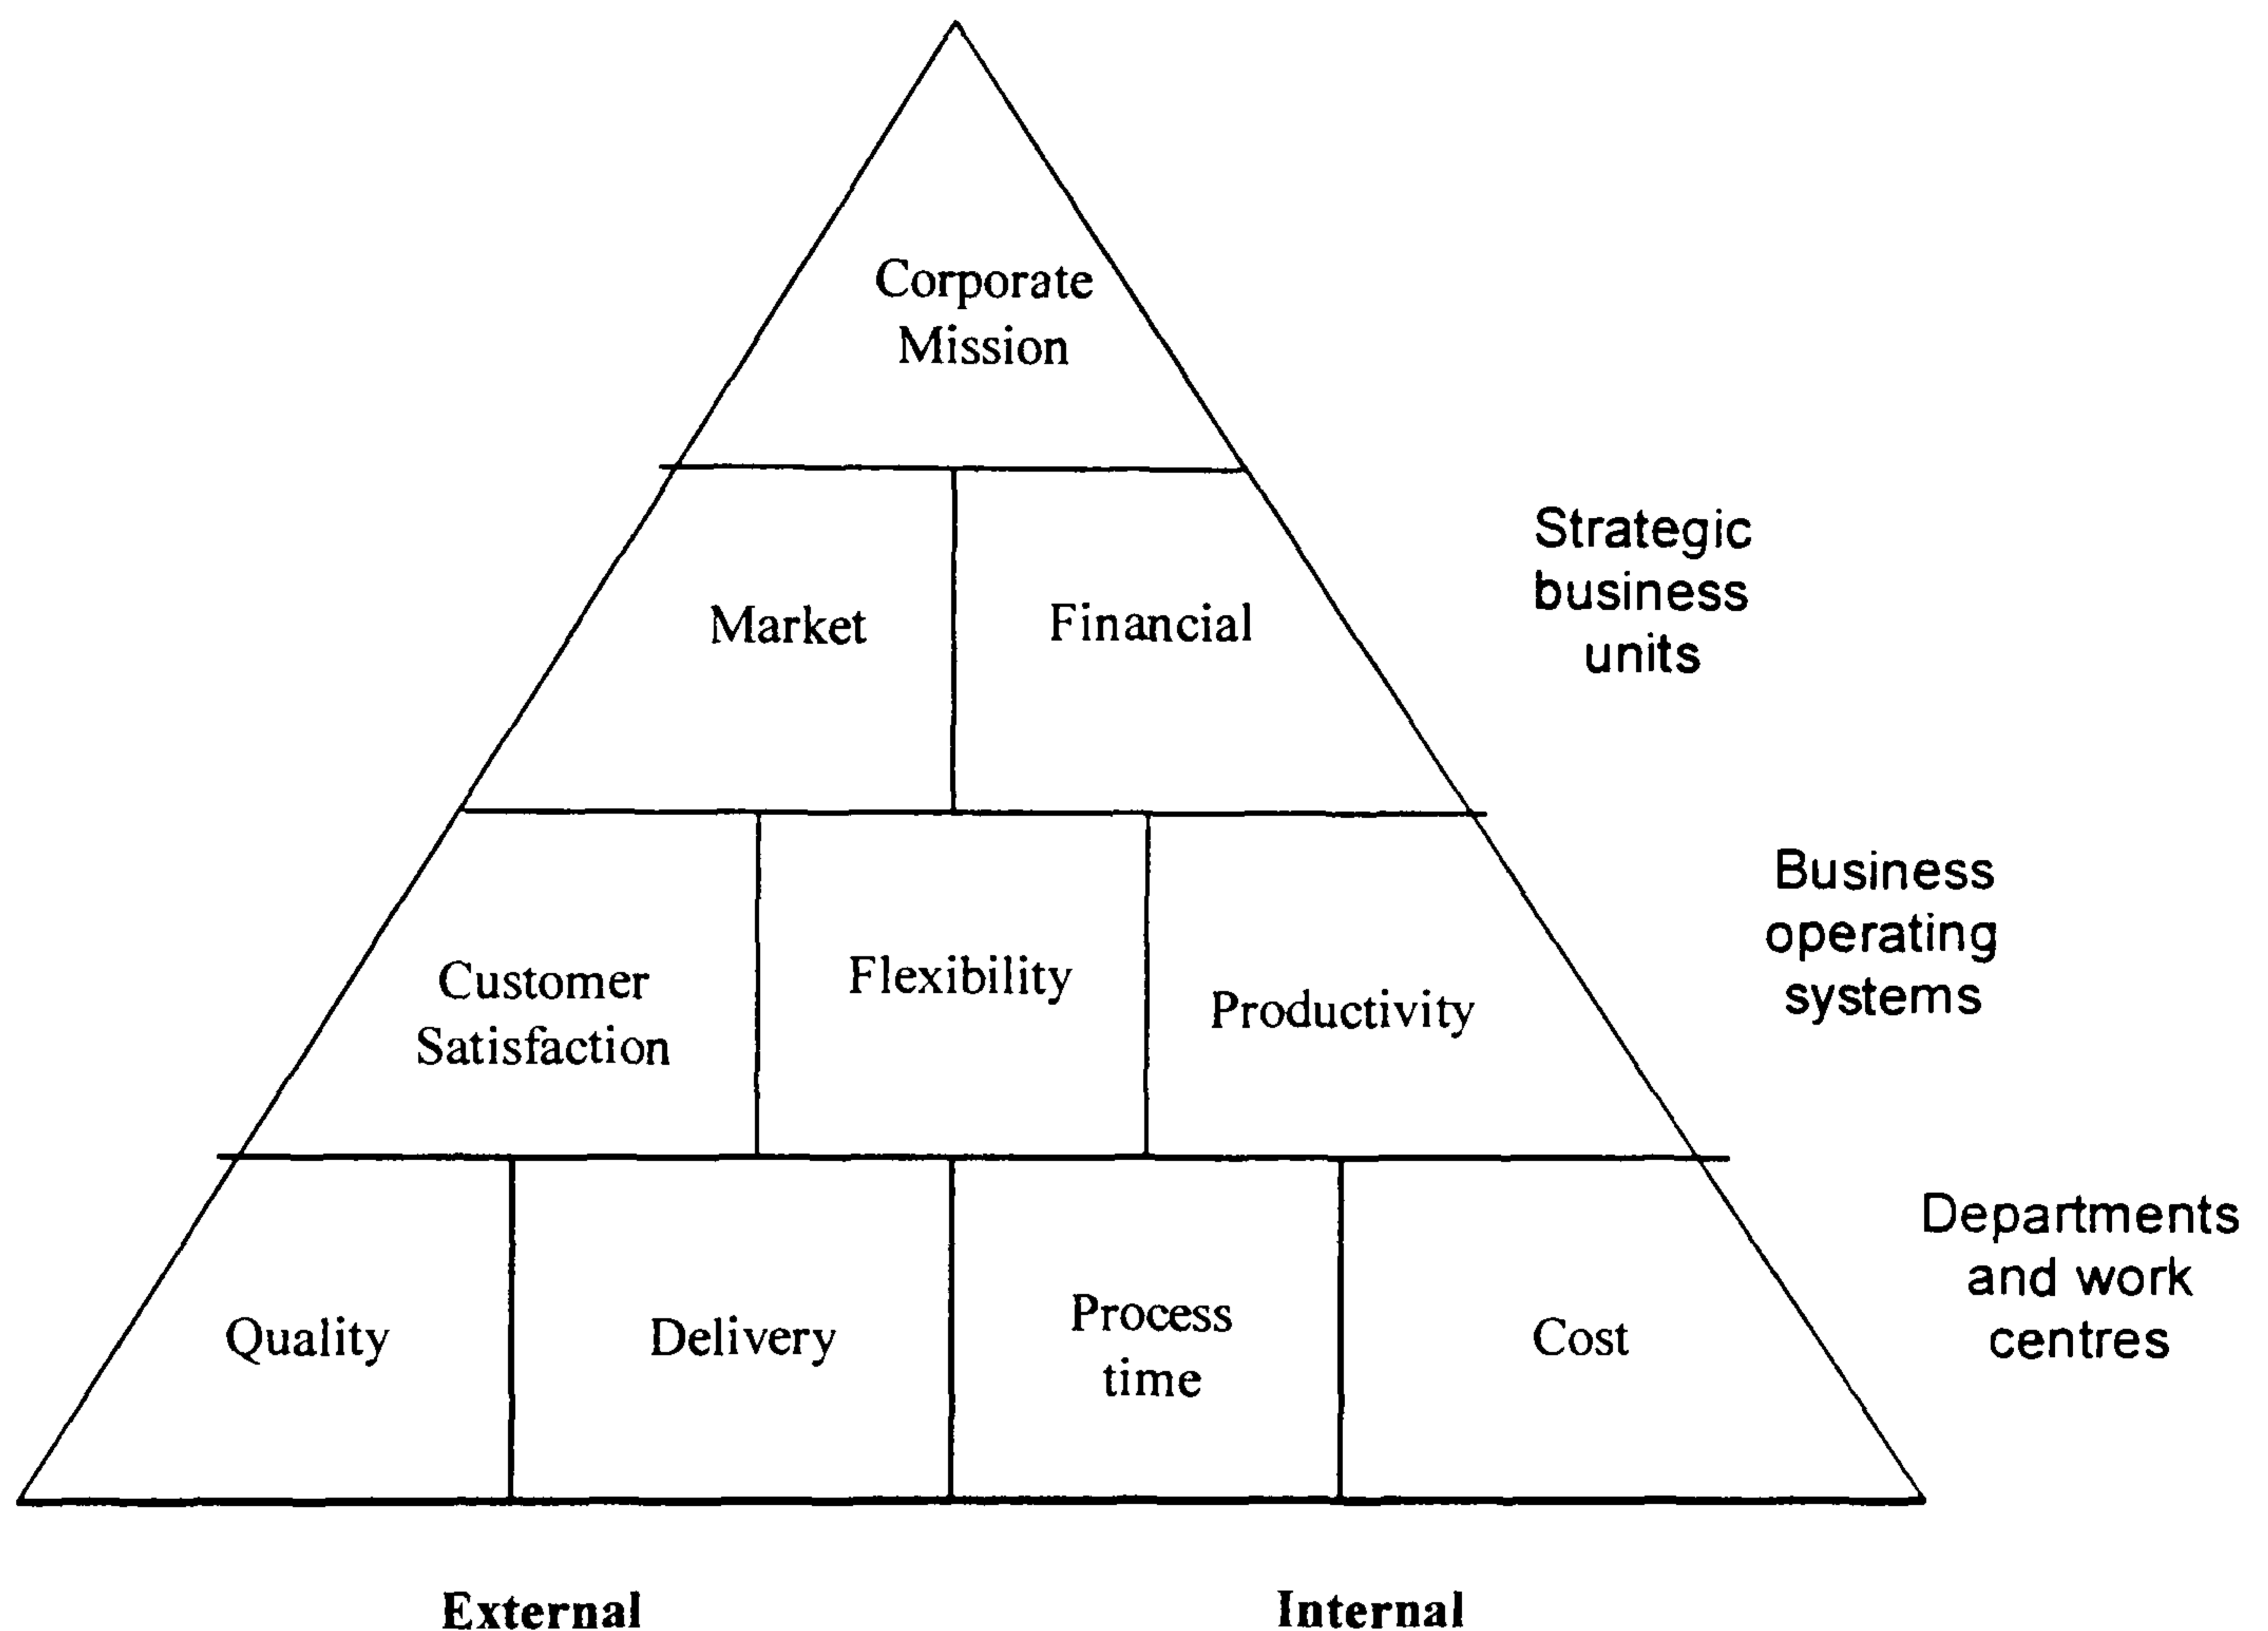 Corporate
Mission
Market
Financial
Strategic
business
units
Customer
Satisfaction
Flexibility
Productivity
Business
operating
systems
Quality
Delivery
Process
time
Cost
Departments
and work
centres
External
Internal